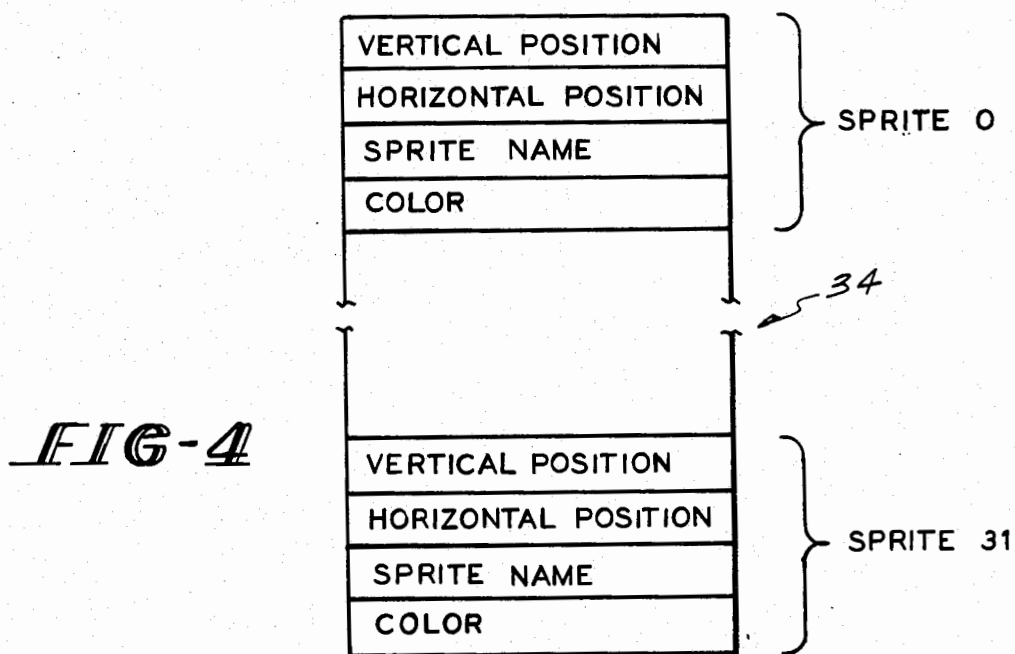 VERTICAL POSITION
HORIZONTAL POSITION
SPRITE NAME
COLOR
SPRITE 0
34
FIG-4
VERTICAL POSITION
HORIZONTAL POSITION
SPRITE NAME
COLOR
SPRITE 31